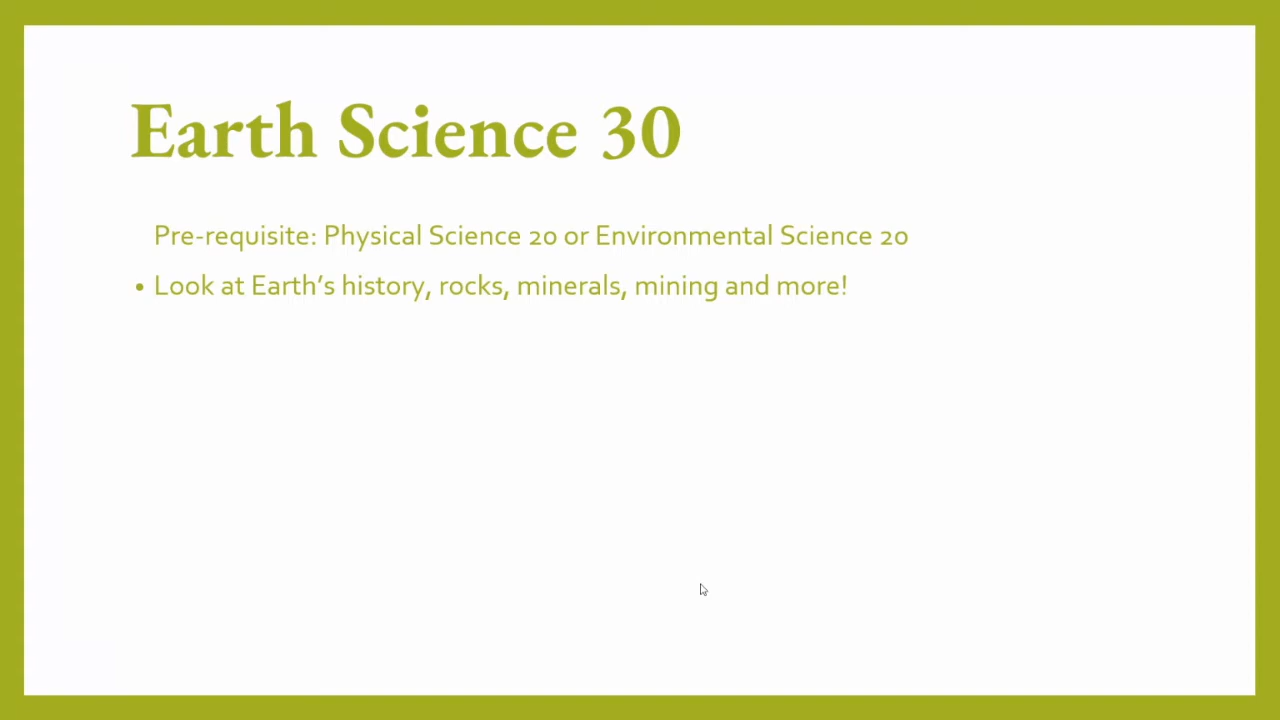 Earth Science 30
Pre-requisite: Physical Science 20 or Environmental Science 20
• Look at Earth’s history, rocks, minerals, mining and more!